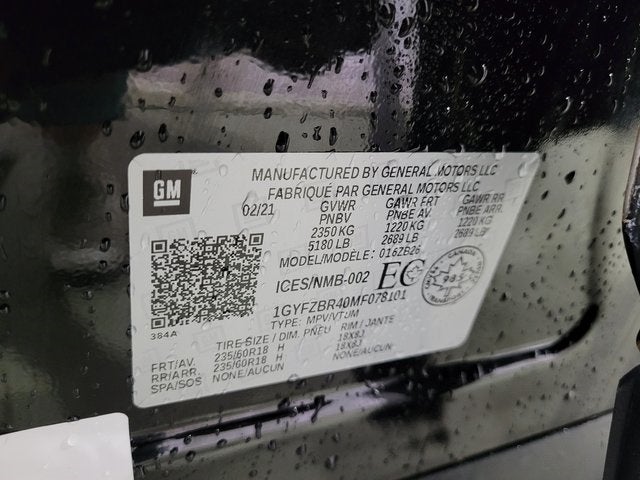 GM
MANUFACTURED BY GENERAL MOTORS LLC
FABRIQUÉ PAR GENERAL MOTORS LLC
02/21 GVWR GAWR FRT GAWR RR
PNBV PNBE AV. PNBE ARR.
2350 KG 1220 KG 1220 KG
5180 LB 2689 LB 2689 LB
MODEL/MODÈLE: 016ZB26
ICES/NMB-002 EC
CANADA
1GYFZBR40MF078101
TYPE: MPV/VTUM
384A
TIRE SIZE / DIM. PNEU RIM / JANTE
FRT/AV. 235/60R18 H 18X8J
RR/ARR. 235/60R18 H 18X8J
SPA/SOS NONE/AUCUN NONE/AUCUN